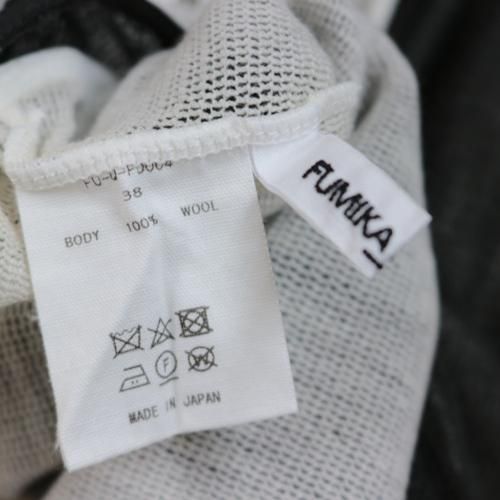 38
BODY 100% WOOL
F
W
MADE IN JAPAN
FUMIKA_